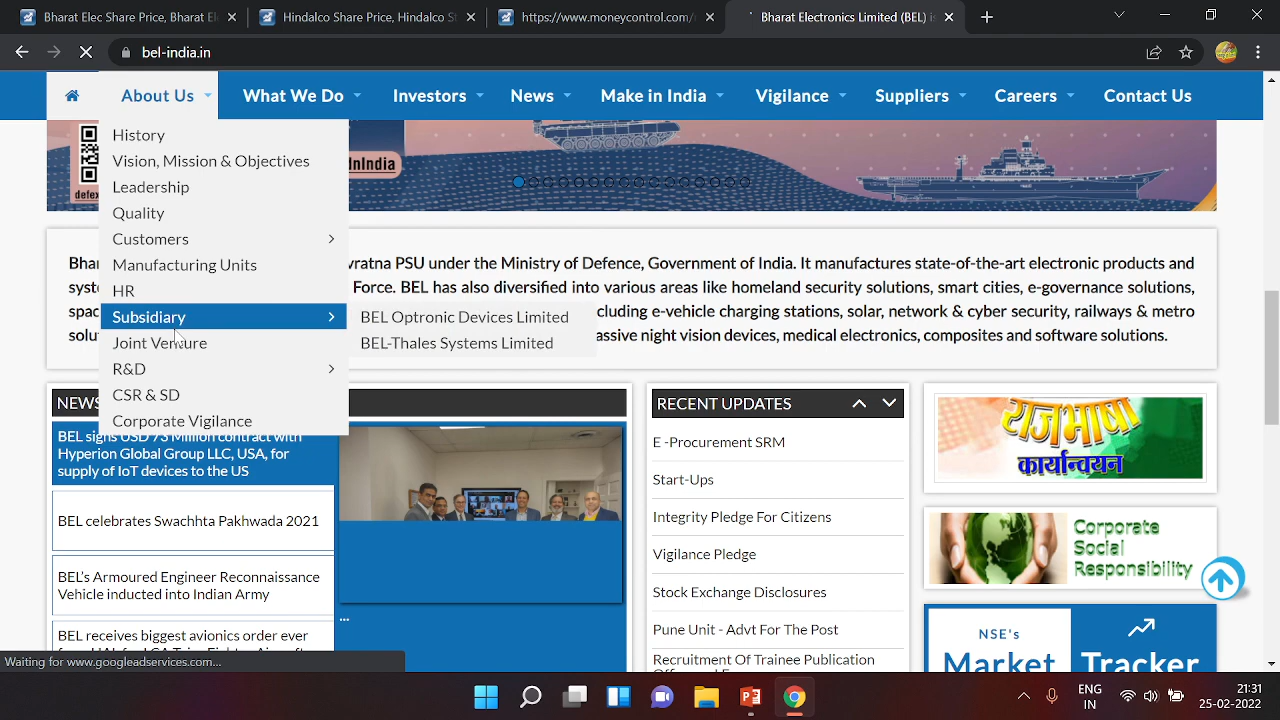 Bharat Ele
Hindalco Share Price, Hindalco St
https://www.moneycontrol.com/
Bharat Electronics Limited (BEL) is
bel-india.in
About Us
What We Do
Investors
News
Make in India
Vigilance
Suppliers
Careers
Contact Us
nIndia
defex
History
Vision, Mission & Objectives
Leadership
Quality
Customers
Manufacturing Units
HR
Subsidiary
Joint Venture
R&D
CSR & SD
Corporate Vigilance
BEL Optronic Devices Limited
BEL-Thales Systems Limited
Bhar vratna PSU under the Ministry of Defence, Government of India. It manufactures state-of-the-art electronic products and
syst Force. BEL has also diversified into various areas like homeland security solutions, smart cities, e-governance solutions,
spac cluding e-vehicle charging stations, solar, network & cyber security, railways & metro
solu assive night vision devices, medical electronics, composites and software solutions.
NEWS
BEL signs USD 73 Million contract with
Hyperion Global Group LLC, USA, for
supply of IoT devices to the US
BEL celebrates Swachhta Pakhwada 2021
BEL's Armoured Engineer Reconnaissance
Vehicle inducted into Indian Army
BEL receives biggest avionics order ever
...
RECENT UPDATES
E -Procurement SRM
Start-Ups
Integrity Pledge For Citizens
Vigilance Pledge
Stock Exchange Disclosures
Pune Unit - Advt For The Post
Recruitment Of Trainee Publication
राजभाषा
कार्यान्वयन
Corporate
Social
Responsibility
NSE's
Market Tracker
Waiting for www.googleadservices.com...
ENG
IN
21:31
25-02-2022